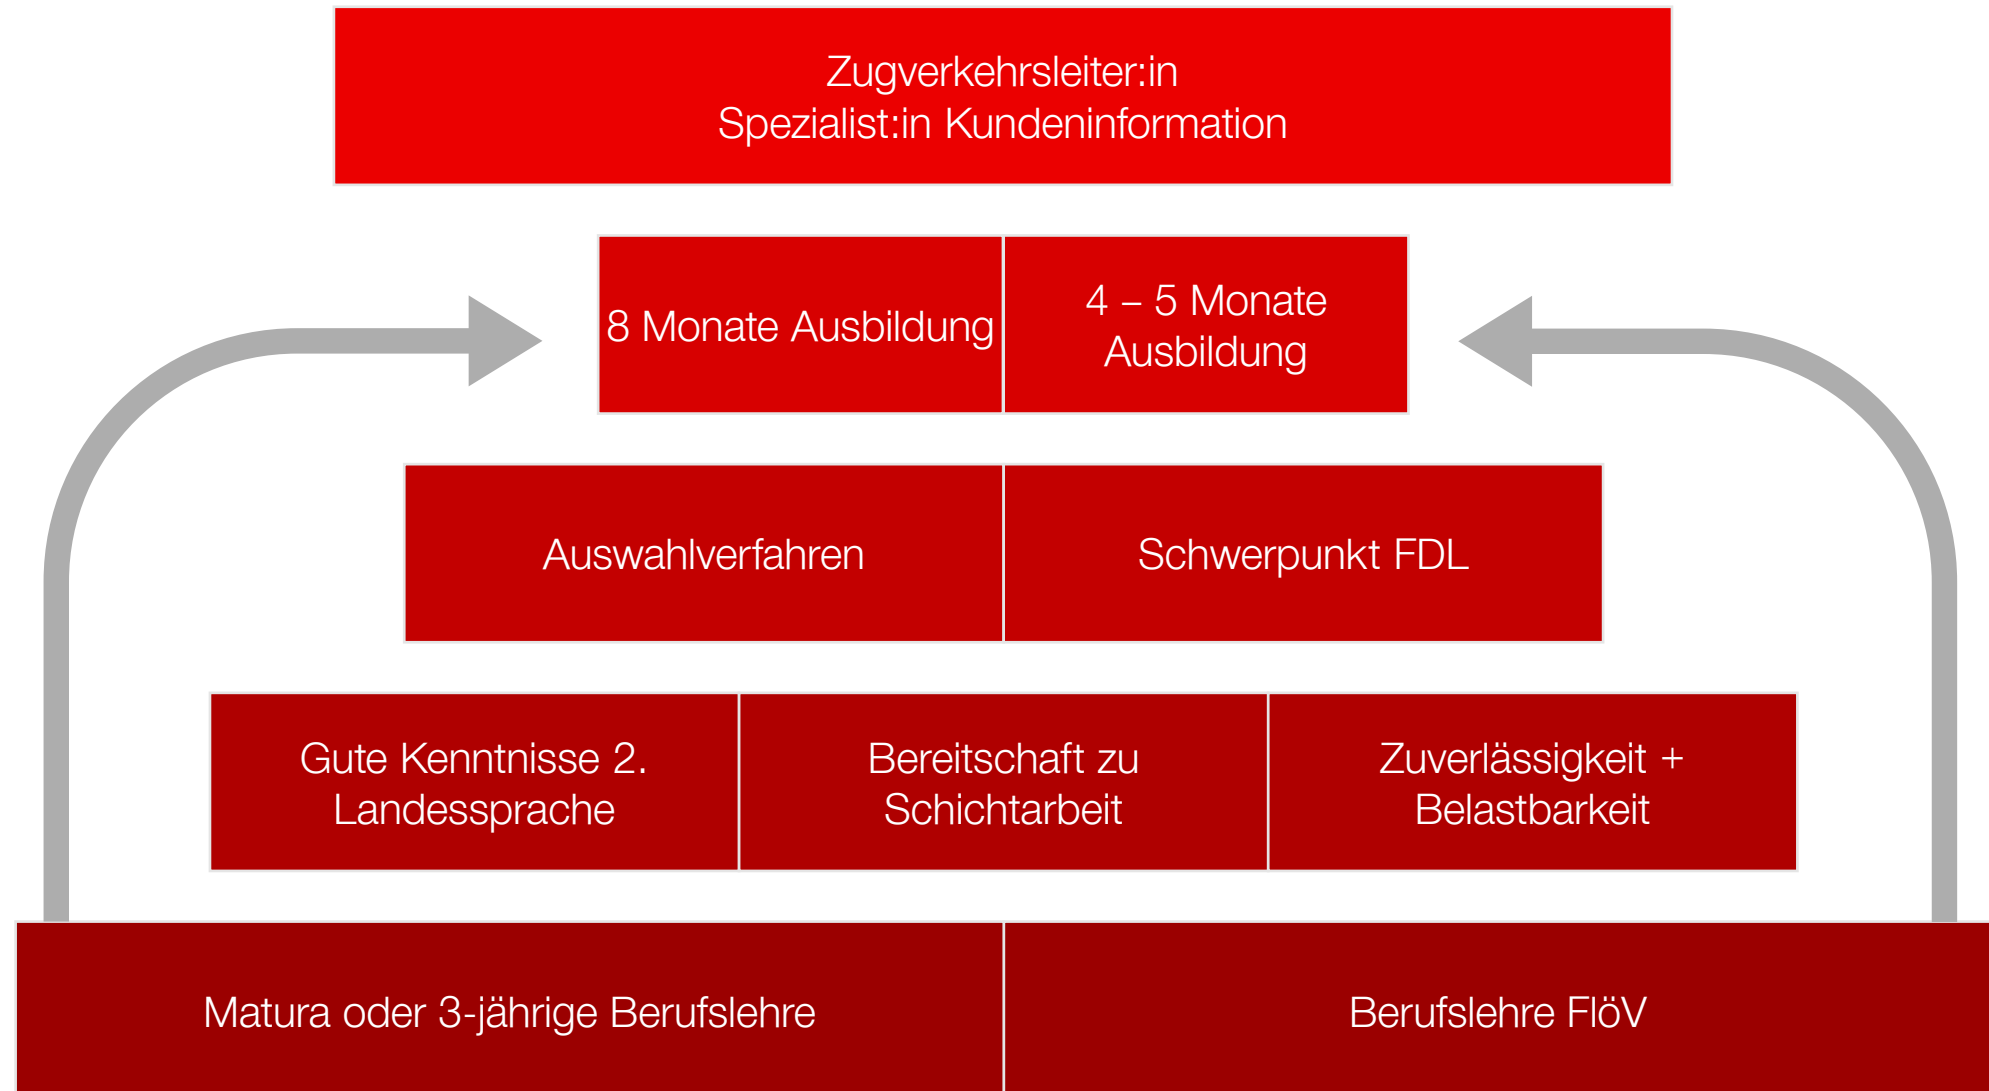 Zugverkehrsleiter:in
Spezialist:in Kundeninformation
8 Monate Ausbildung
4 – 5 Monate
Ausbildung
Auswahlverfahren
Schwerpunkt FDL
Gute Kenntnisse 2.
Landessprache
Bereitschaft zu
Schichtarbeit
Zuverlässigkeit +
Belastbarkeit
Matura oder 3-jährige Berufslehre
Berufslehre FlöV